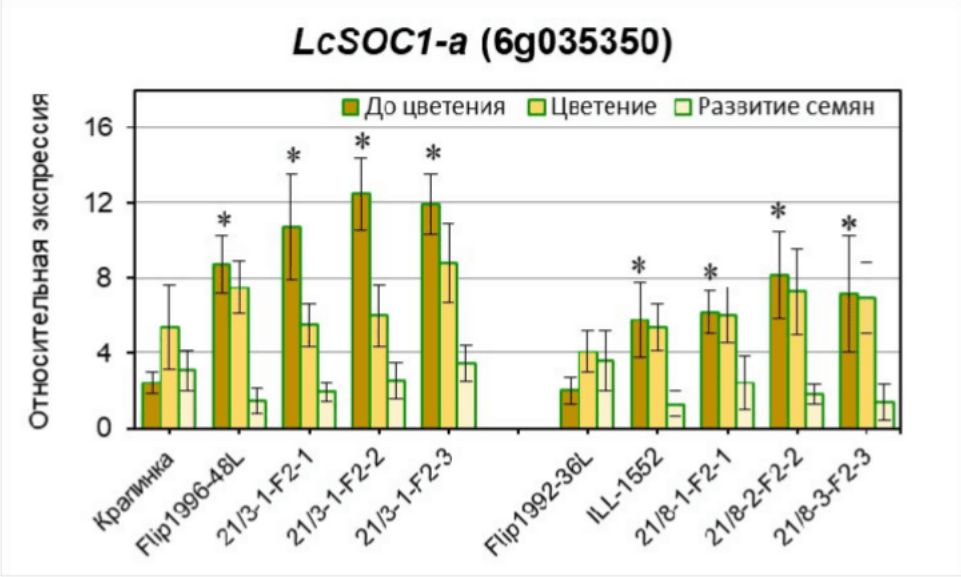 LcSOC1-a (6g035350)
До цветения Цветение Развитие семян
Относительная экспрессия
16
12
8
4
0
* * * * * * * *
Крапинка
Flip1996-48L
21/3-1-F2-1
21/3-1-F2-2
21/3-1-F2-3
Flip1992-36L
ILL-1552
21/8-1-F2-1
21/8-2-F2-2
21/8-3-F2-3